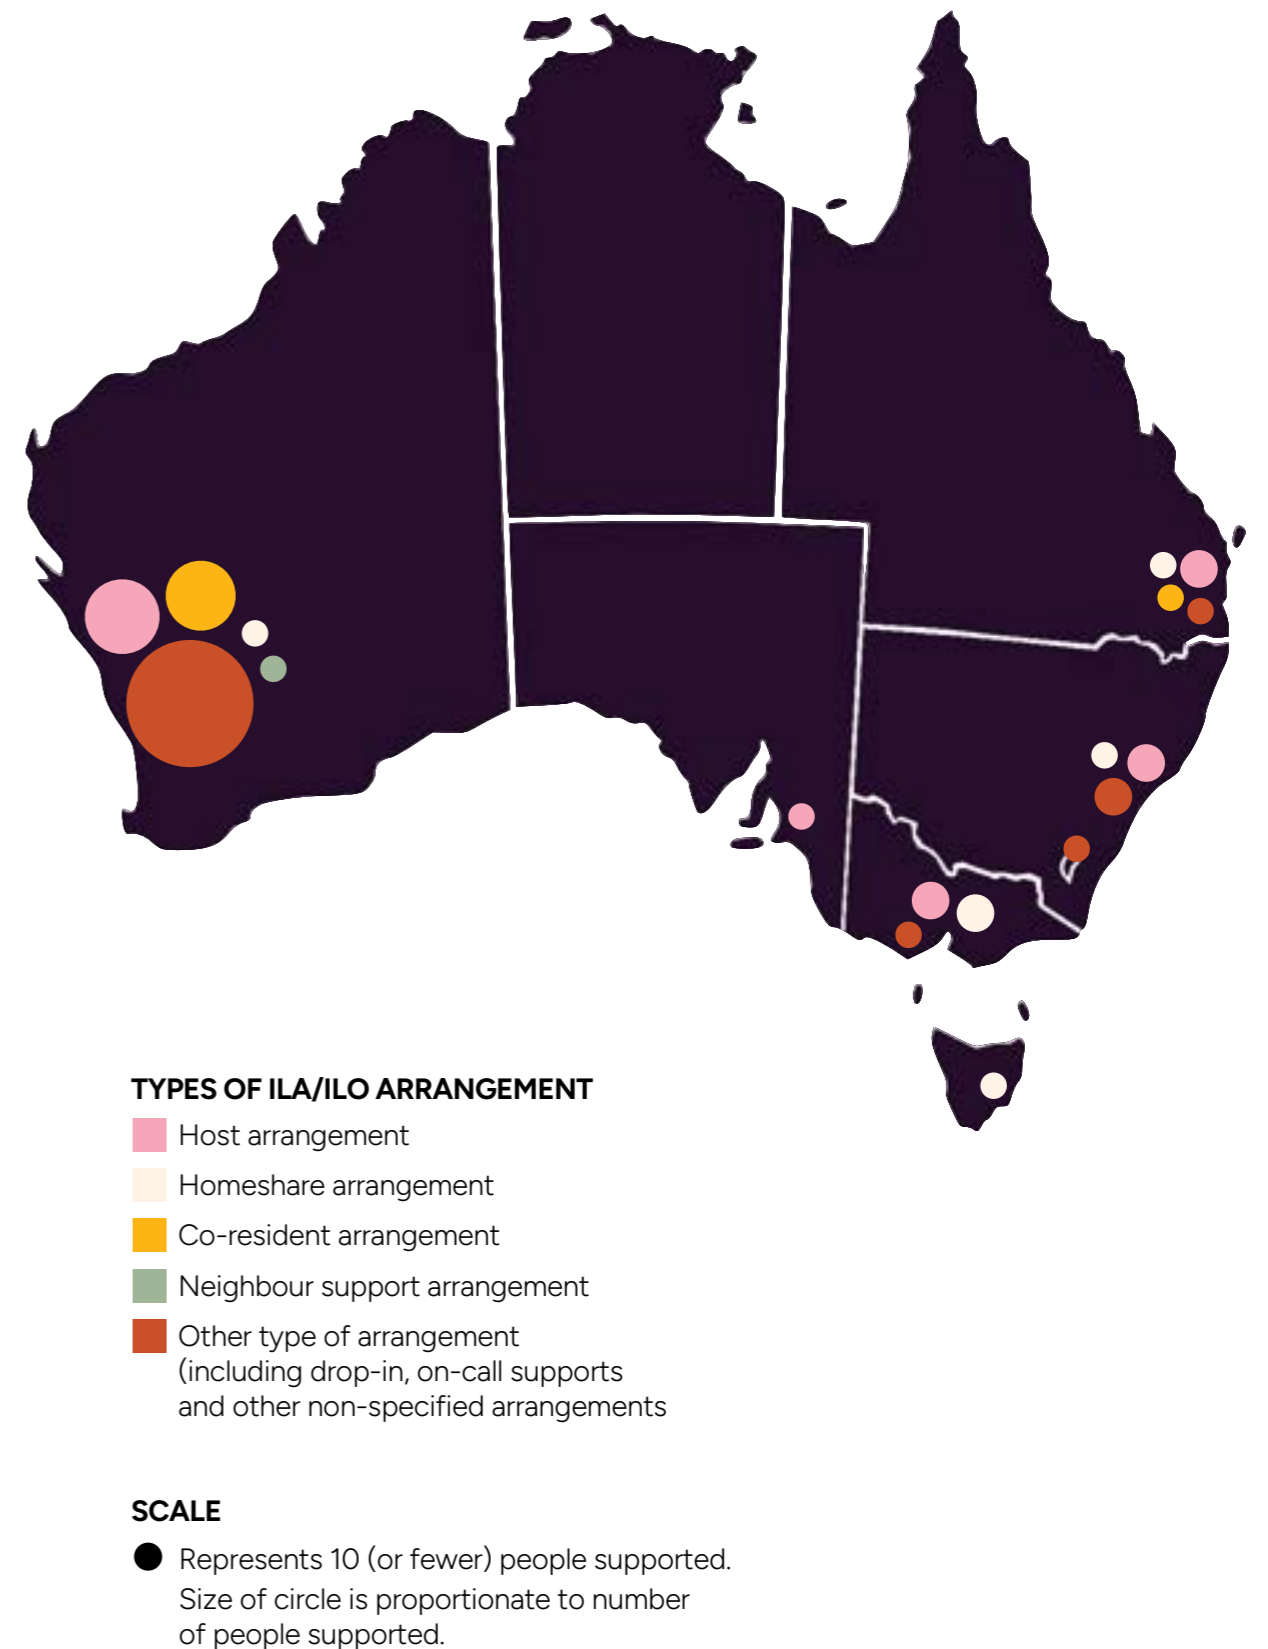 TYPES OF ILA/ILO ARRANGEMENT
Host arrangement
Homeshare arrangement
Co-resident arrangement
Neighbour support arrangement
Other type of arrangement
(including drop-in, on-call supports
and other non-specified arrangements
SCALE
Represents 10 (or fewer) people supported.
Size of circle is proportionate to number
of people supported.